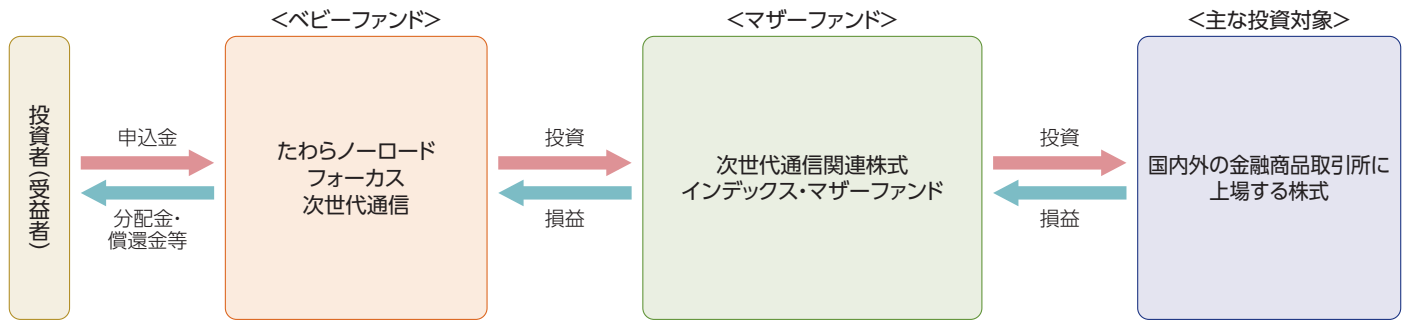 ＜ベビーファンド＞
＜マザーファンド＞
＜主な投資対象＞
投資者（受益者）
申込金
分配金・
償還金等
たわらノーロード
フォーカス
次世代通信
投資
損益
次世代通信関連株式
インデックス・マザーファンド
投資
損益
国内外の金融商品取引所に
上場する株式